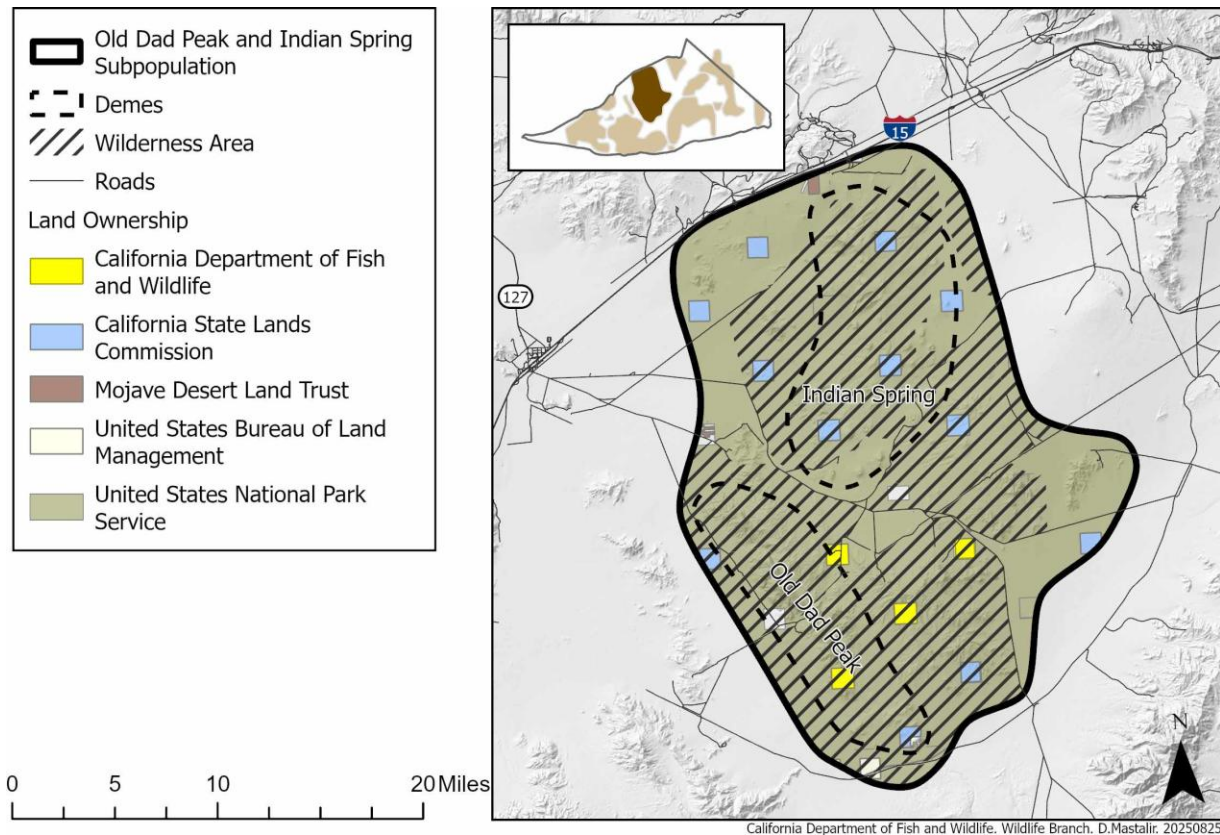 Old Dad Peak and Indian Spring
Subpopulation
Demes
Wilderness Area
Roads
Land Ownership
California Department of Fish
and Wildlife
California State Lands
Commission
Mojave Desert Land Trust
United States Bureau of Land
Management
United States National Park
Service
0 5 10 20 Miles
15
127
Indian Spring
Old Dad Peak
N
California Department of Fish and Wildlife. Wildlife Branch. D.Mastalir. 20250825